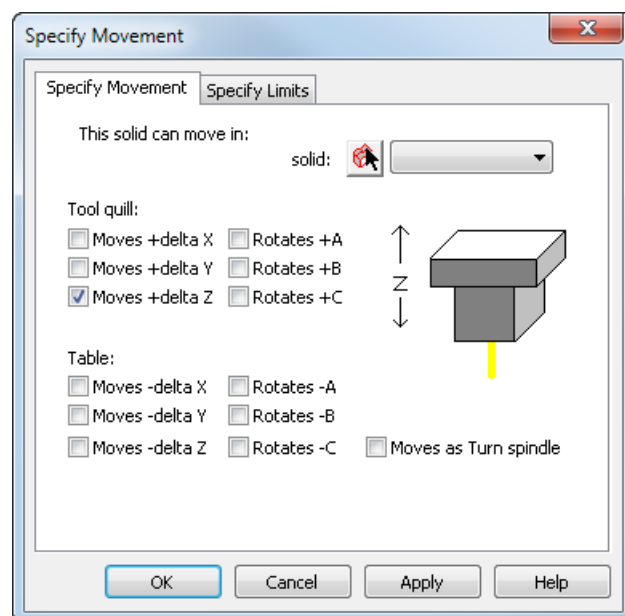 Specify Movement
Specify Movement Specify Limits
This solid can move in:
solid:
Tool quill:
Moves +delta X Rotates +A
Moves +delta Y Rotates +B
Moves +delta Z Rotates +C
Z
Table:
Moves -delta X Rotates -A
Moves -delta Y Rotates -B
Moves -delta Z Rotates -C Moves as Turn spindle
OK Cancel Apply Help